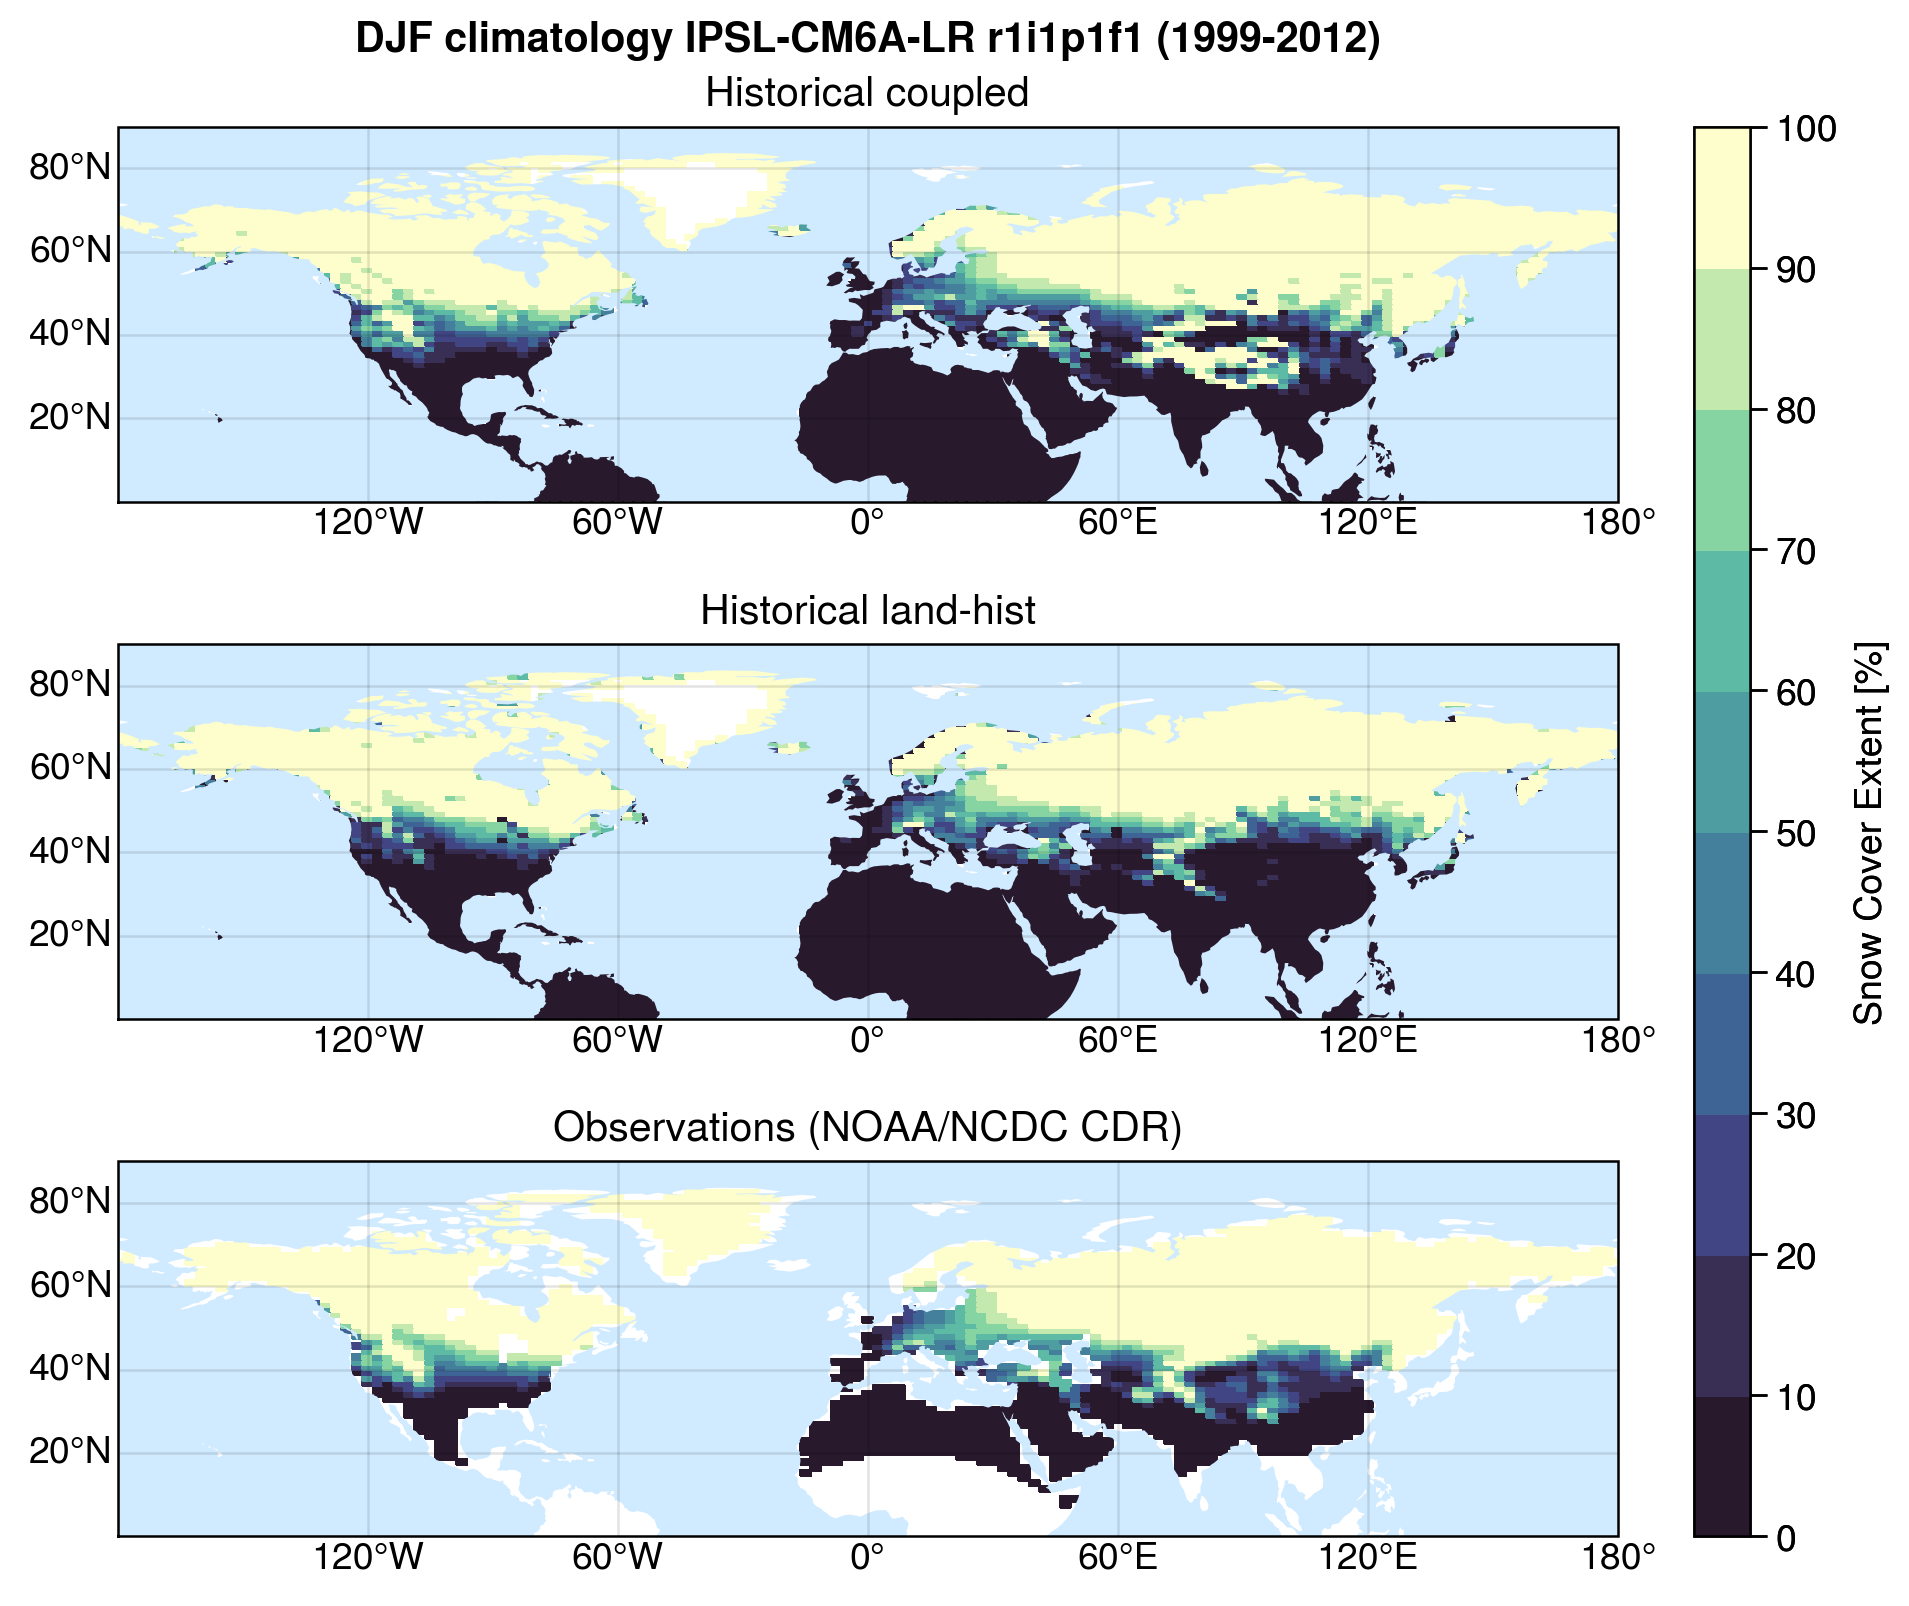 DJF climatology IPSL-CM6A-LR r1i1p1f1 (1999-2012)
Historical coupled
80°N
60°N
40°N
20°N
120°W 60°W 0° 60°E 120°E 180°
Historical land-hist
80°N
60°N
40°N
20°N
120°W 60°W 0° 60°E 120°E 180°
Observations (NOAA/NCDC CDR)
80°N
60°N
40°N
20°N
120°W 60°W 0° 60°E 120°E 180°
100
90
80
70
60
50
40
30
20
10
0
Snow Cover Extent [%]